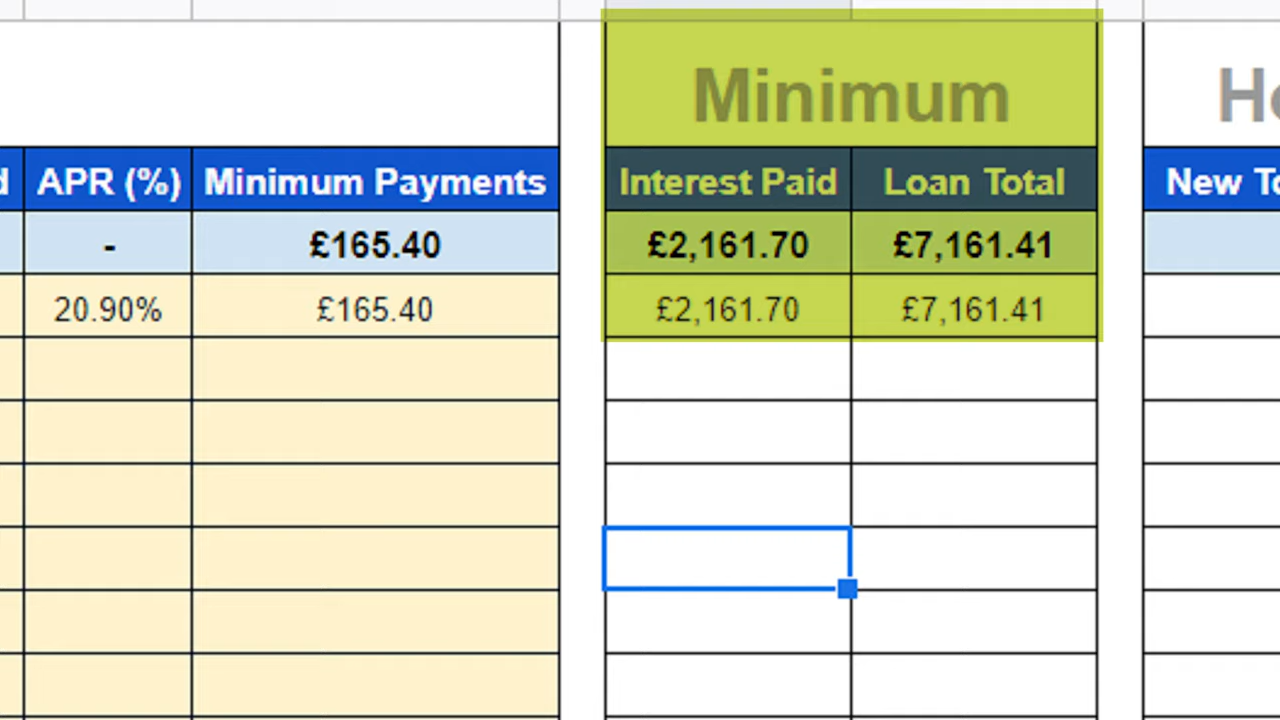 Minimum
APR (%) Minimum Payments Interest Paid Loan Total New
- £165.40 £2,161.70 £7,161.41
20.90% £165.40 £2,161.70 £7,161.41